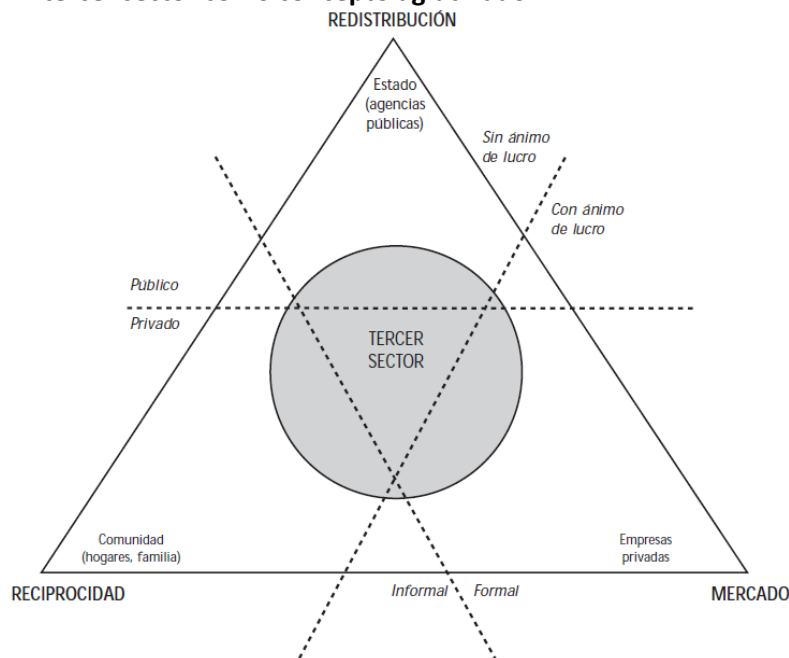 REDISTRIBUCIÓN
Estado
(agencias
públicas)
Sin ánimo
de lucro
Con ánimo
de lucro
Público
Privado
TERCER
SECTOR
Comunidad
(hogares, familia)
Empresas
privadas
RECIPROCIDAD
Informal
Formal
MERCADO